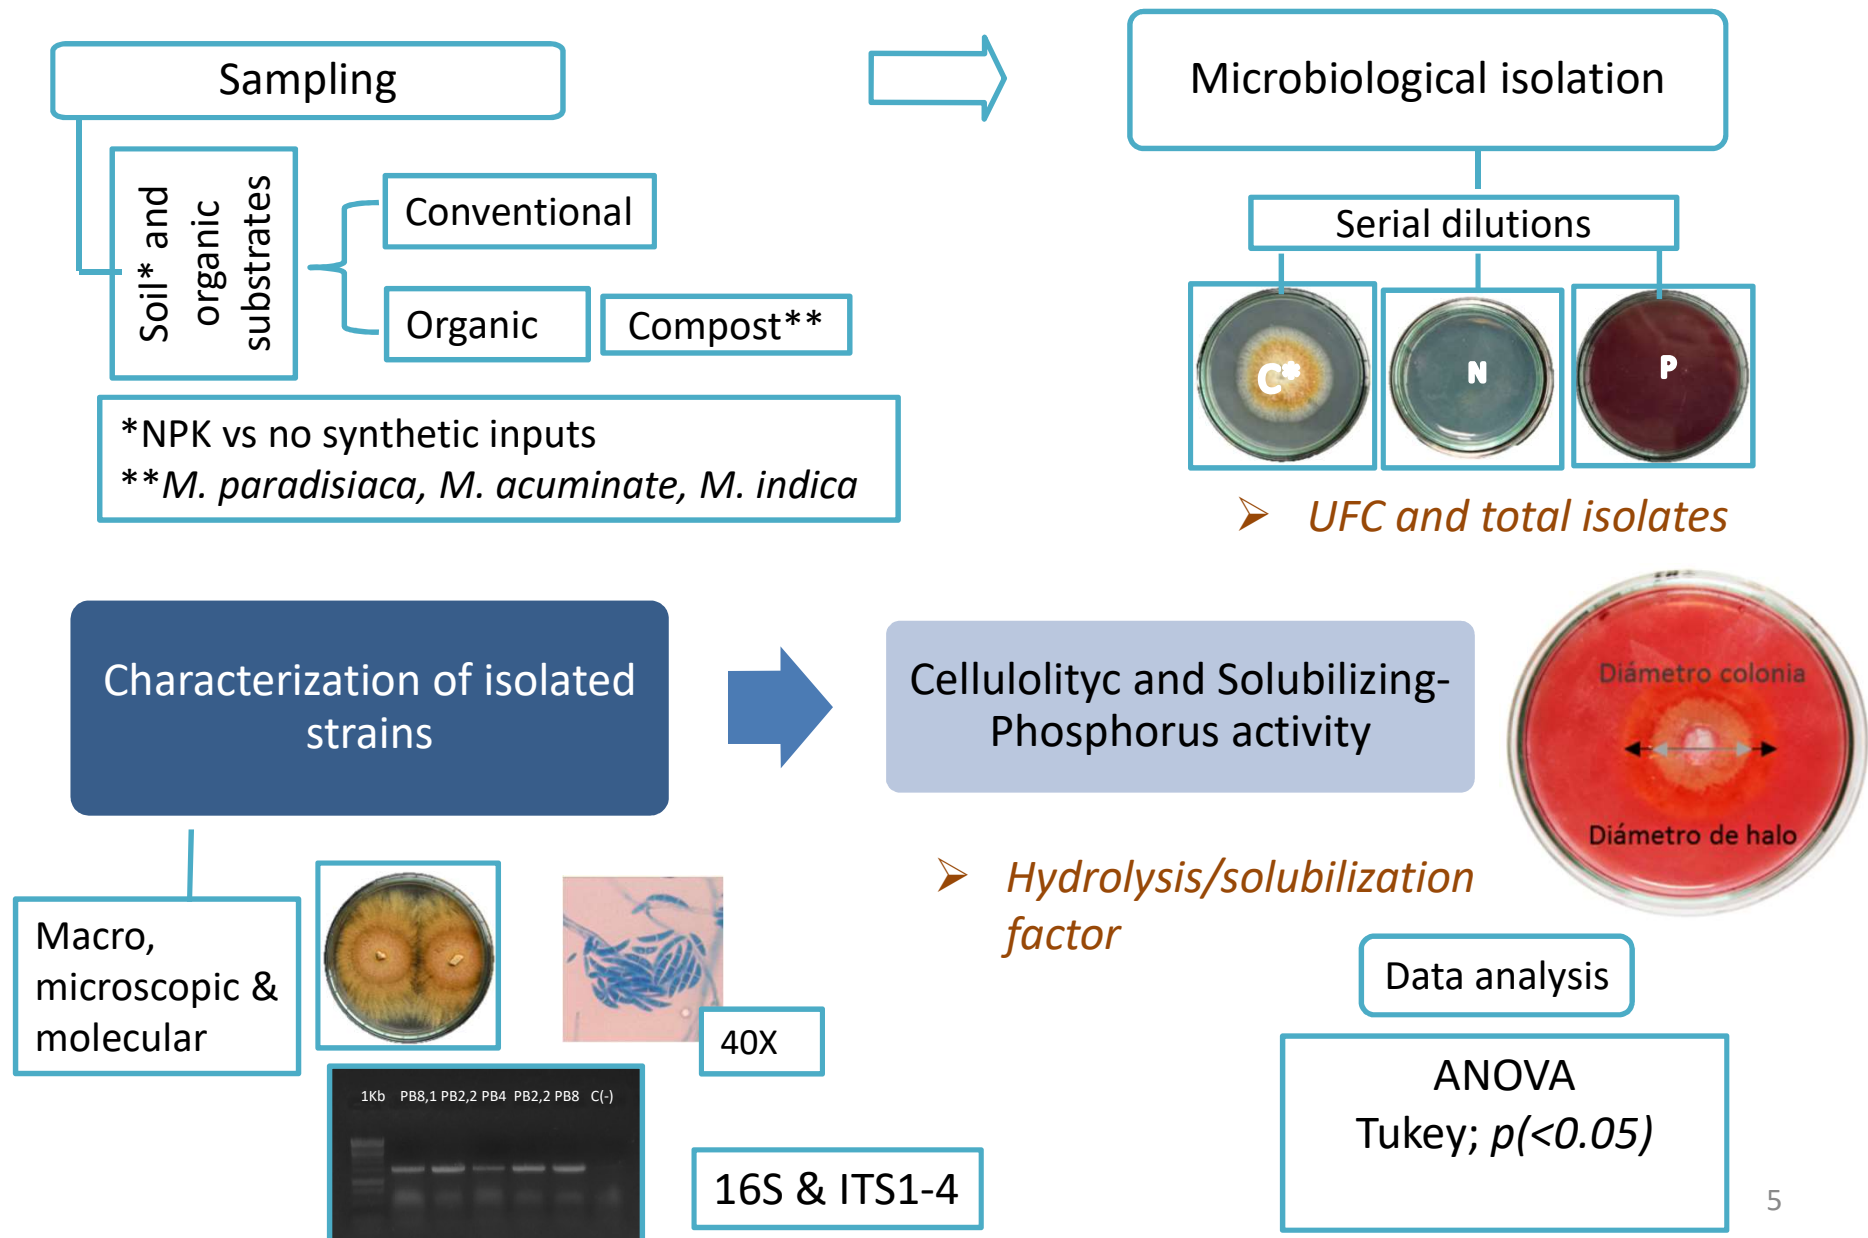 Sampling
Soil* and
organic
substrates
Conventional
Organic
Compost**
*NPK vs no synthetic inputs
**M. paradisiaca, M. acuminate, M. indica
Microbiological isolation
Serial dilutions
C*
N
P
➢ UFC and total isolates
Characterization of isolated
strains
Cellulolityc and Solubilizing-
Phosphorus activity
Diámetro colonia
Diámetro de halo
➢ Hydrolysis/solubilization
factor
Macro,
microscopic &
molecular
40X
1Kb PB8,1 PB2,2 PB4 PB2,2 PB8 C(-)
16S & ITS1-4
Data analysis
ANOVA
Tukey; p(<0.05)
5